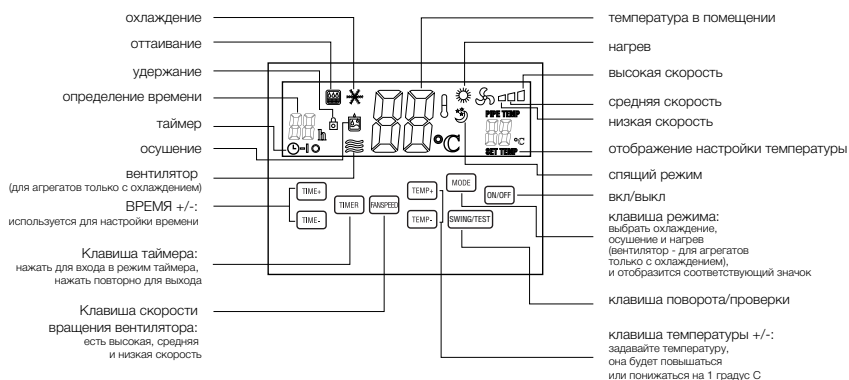 охлаждение
оттаивание
удержание
определение времени
таймер
осушение
вентилятор
(для агрегатов только с охлаждением)
ВРЕМЯ +/-:
используется для настройки времени
Клавиша таймера:
нажать для входа в режим таймера,
нажать повторно для выхода
Клавиша скорости
вращения вентилятора:
есть высокая, средняя
и низкая скорость
88 h
88 °C
PIPE TEMP
88 °C
SET TEMP
TIME+
TIME-
TIMER
FANSPEED
TEMP+
TEMP-
MODE
ON/OFF
SWING/TEST
температура в помещении
нагрев
высокая скорость
средняя скорость
низкая скорость
отображение настройки температуры
спящий режим
вкл/выкл
клавиша режима:
выбрать охлаждение,
осушение и нагрев
(вентилятор - для агрегатов
только с охлаждением),
и отобразится соответствующий значок
клавиша поворота/проверки
клавиша температуры +/-:
задавайте температуру,
она будет повышаться
или понижаться на 1 градус С